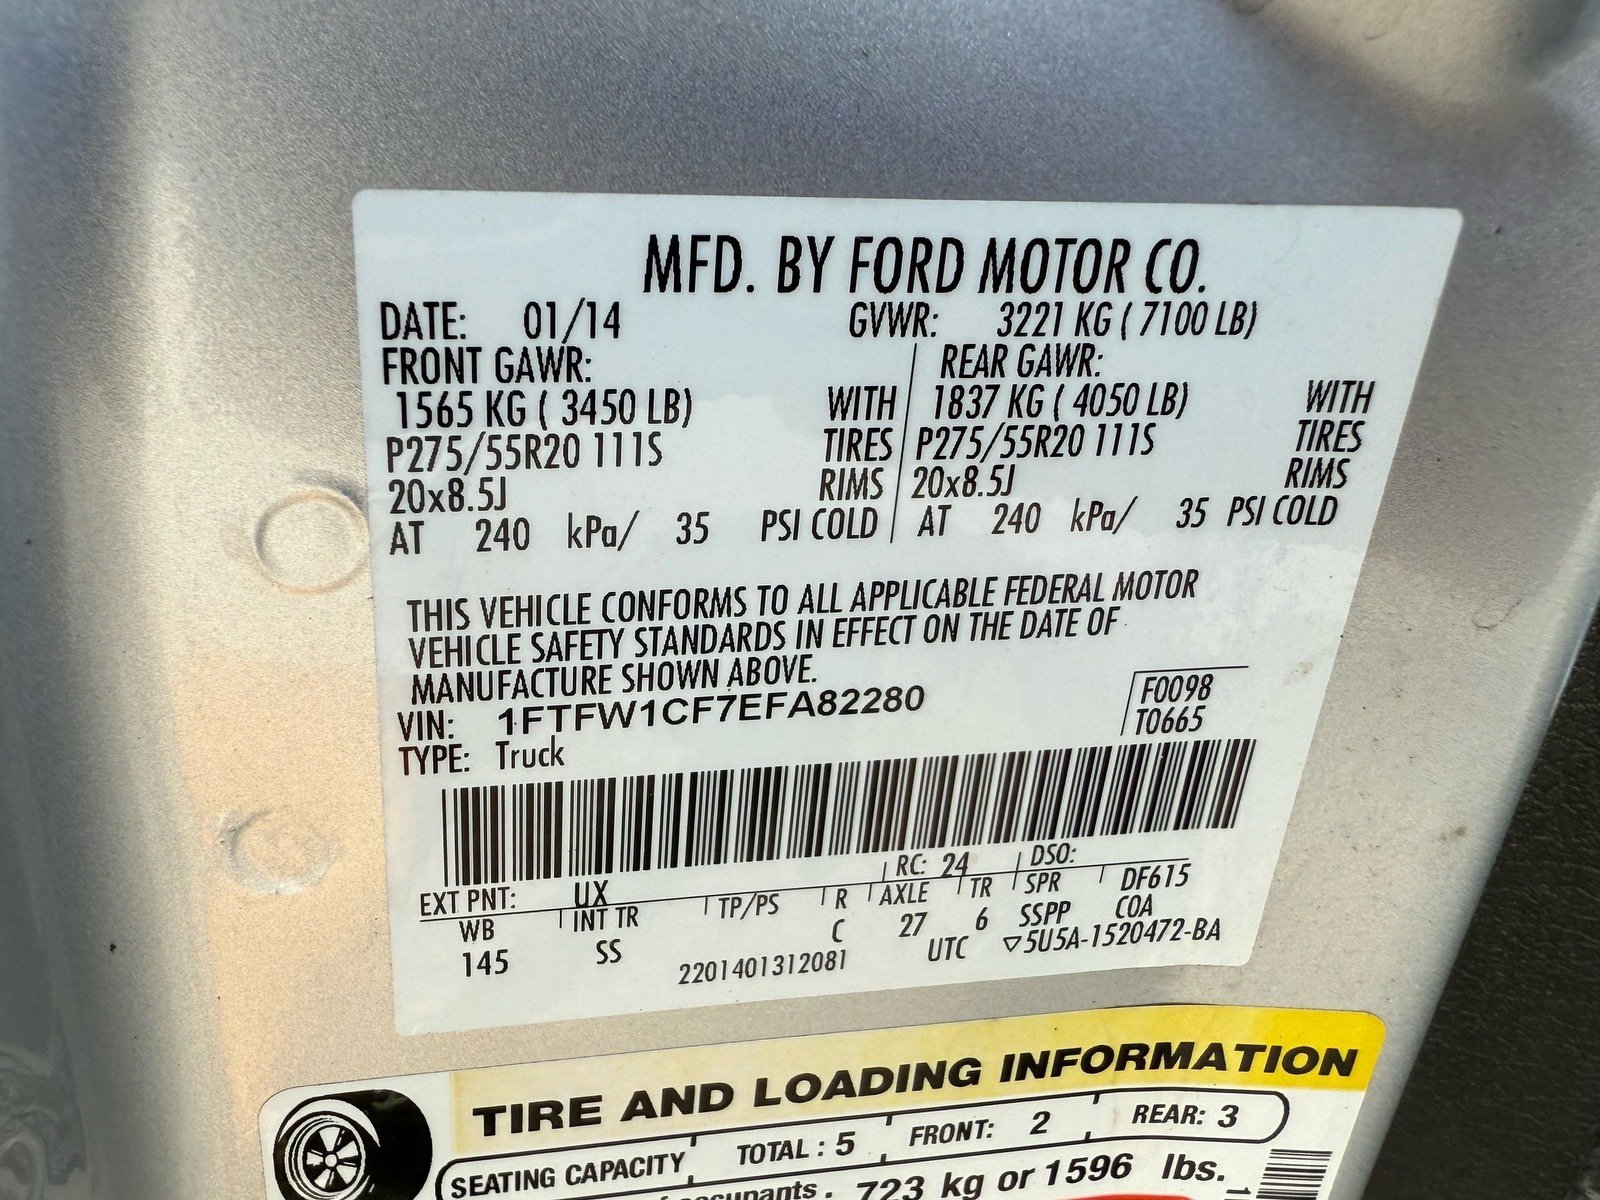 MFD. BY FORD MOTOR CO.
DATE: 01/14 GVWR: 3221 KG ( 7100 LB)
FRONT GAWR: REAR GAWR:
1565 KG ( 3450 LB) WITH 1837 KG ( 4050 LB) WITH
P275/55R20 111S TIRES P275/55R20 111S TIRES
20x8.5J RIMS 20x8.5J RIMS
AT 240 kPa/ 35 PSI COLD AT 240 kPa/ 35 PSI COLD
THIS VEHICLE CONFORMS TO ALL APPLICABLE FEDERAL MOTOR
VEHICLE SAFETY STANDARDS IN EFFECT ON THE DATE OF
MANUFACTURE SHOWN ABOVE.
VIN: 1FTFW1CF7EFA82280 F0098
TYPE: Truck T0665
EXT PNT: UX RC: 24 DSO:
WB INT TR TP/PS R AXLE TR SPR DF615
145 SS C 27 6 SSPP COA
2201401312081 UTC ▽5U5A-1520472-BA
TIRE AND LOADING INFORMATION
SEATING CAPACITY TOTAL : 5 FRONT: 2 REAR: 3
723 kg or 1596 lbs.